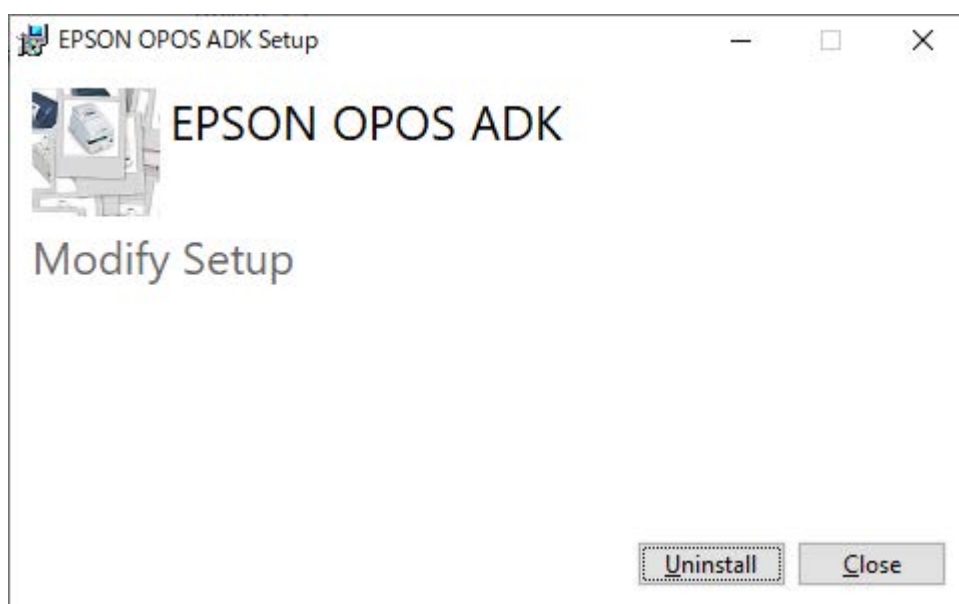 EPSON OPOS ADK Setup
EPSON OPOS ADK
Modify Setup
Uninstall Close